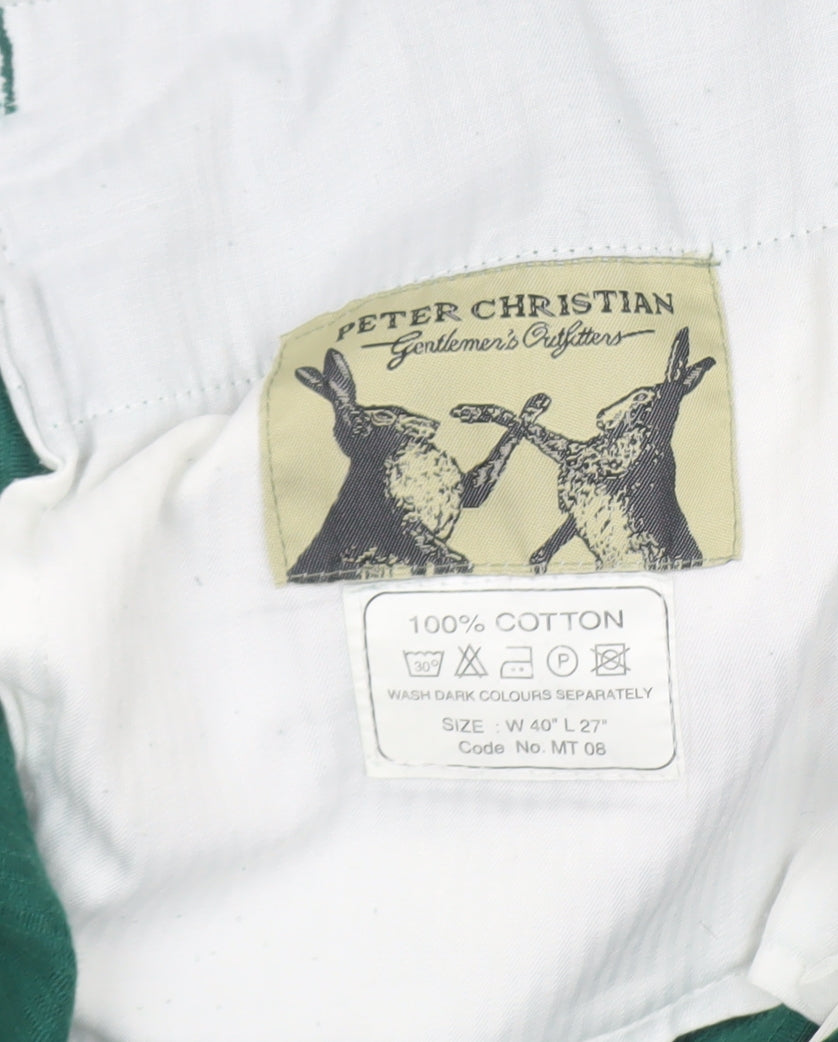 PETER CHRISTIAN
Gentlemen's Outfitters
100% COTTON
30° P
WASH DARK COLOURS SEPARATELY
SIZE : W 40" L 27"
Code No. MT 08